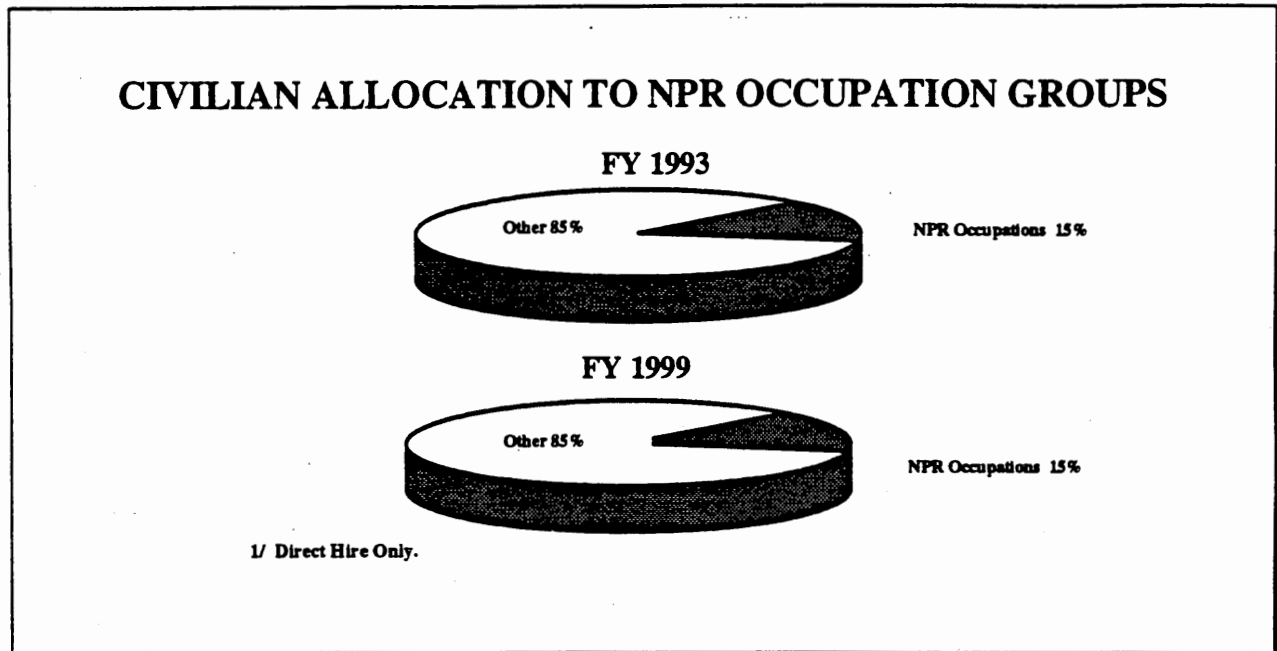 CIVILIAN ALLOCATION TO NPR OCCUPATION GROUPS
FY 1993
Other 85%
NPR Occupations 15%
FY 1999
Other 85%
NPR Occupations 15%
1/ Direct Hire Only.